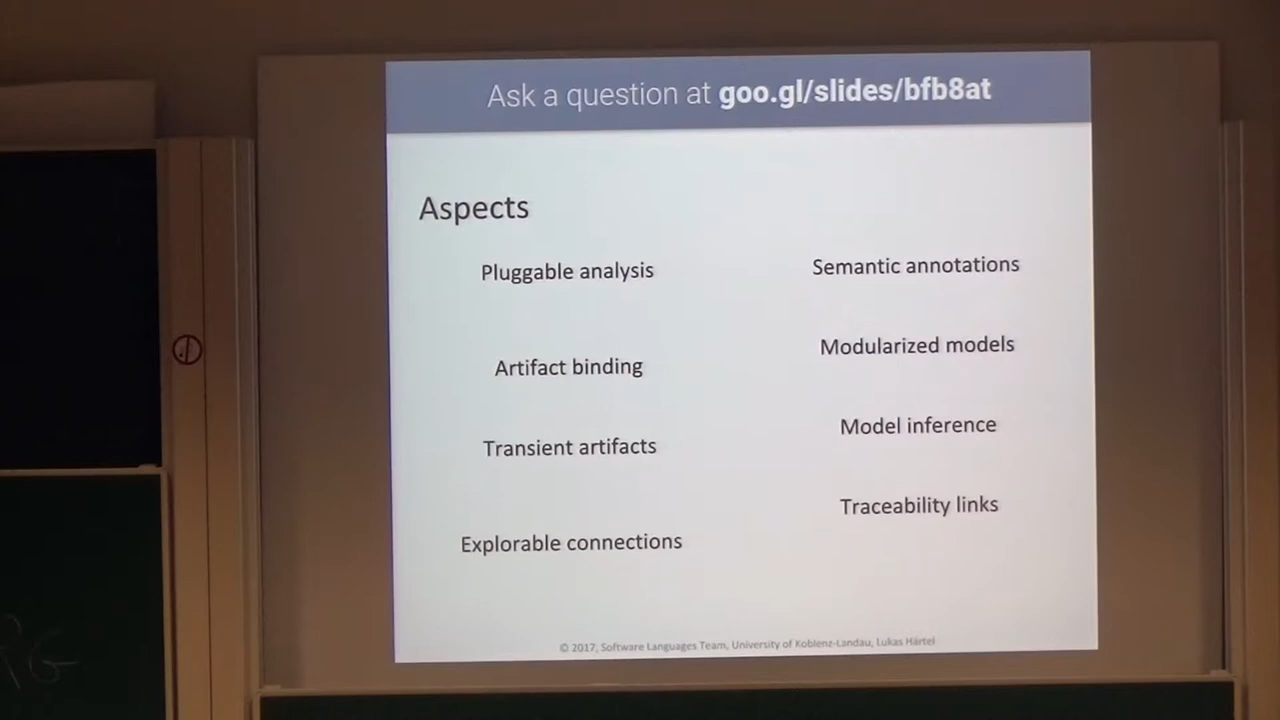 Ask a question at goo.gl/slides/bfb8at
Aspects
Pluggable analysis
Artifact binding
Transient artifacts
Explorable connections
Semantic annotations
Modularized models
Model inference
Traceability links
© 2017, Software Languages Team, University of Koblenz-Landau, Lukas Härtel